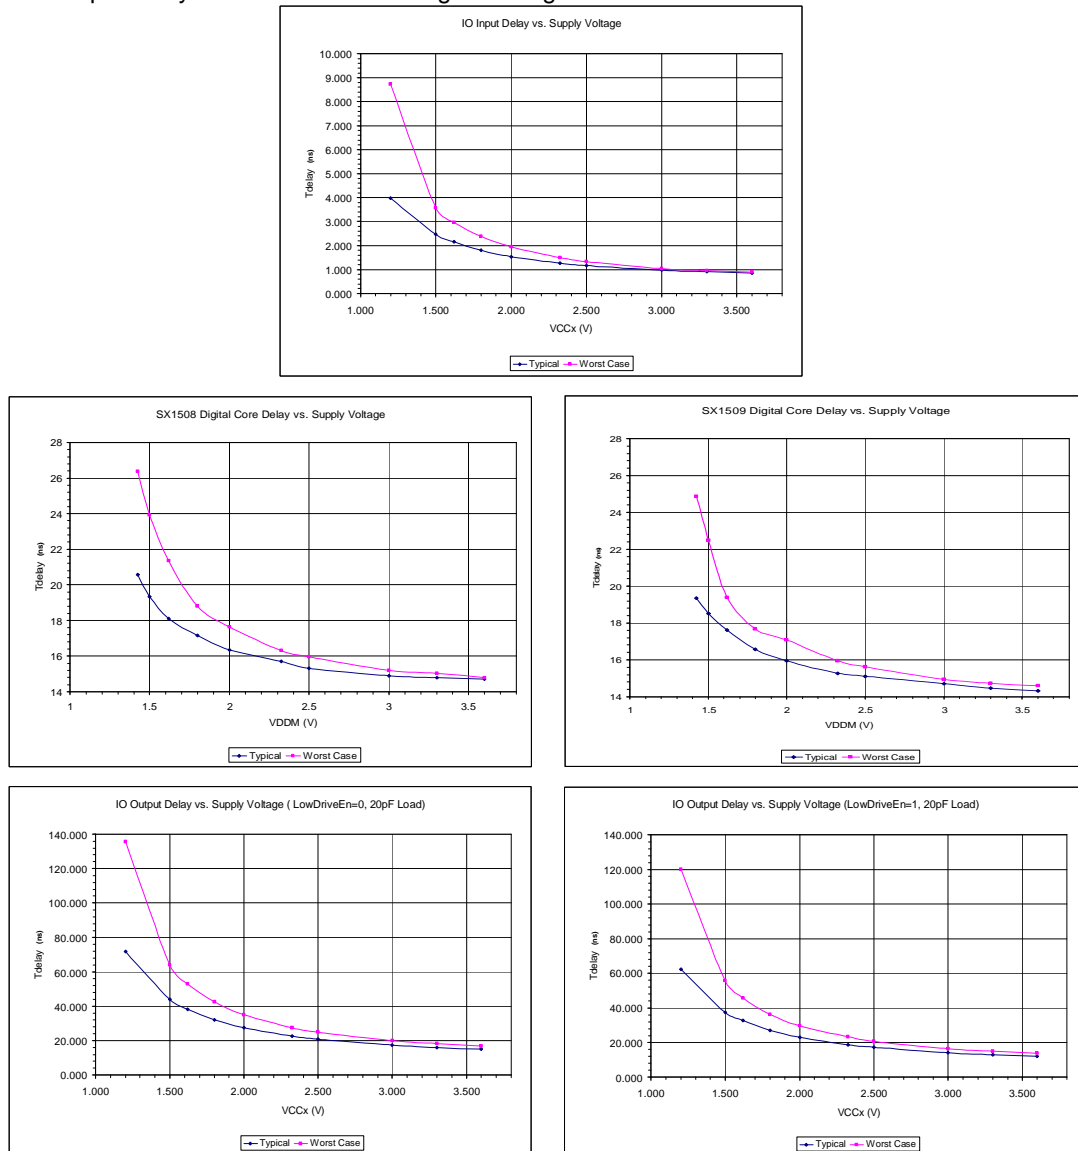 IO Input Delay vs. Supply Voltage
10.000
9.000
8.000
7.000
6.000
5.000
4.000
3.000
2.000
1.000
0.000
Tdelay (ns)
1.000 1.500 2.000 2.500 3.000 3.500
VCCx (V)
Typical Worst Case
SX1508 Digital Core Delay vs. Supply Voltage
28
26
24
22
20
18
16
14
Tdelay (ns)
1 1.5 2 2.5 3 3.5
VDDM (V)
Typical Worst Case
SX1509 Digital Core Delay vs. Supply Voltage
28
26
24
22
20
18
16
14
Tdelay (ns)
1 1.5 2 2.5 3 3.5
VDDM (V)
Typical Worst Case
IO Output Delay vs. Supply Voltage ( LowDriveEn=0, 20pF Load)
140.000
120.000
100.000
80.000
60.000
40.000
20.000
0.000
Tdelay (ns)
1.000 1.500 2.000 2.500 3.000 3.500
VCCx (V)
Typical Worst Case
IO Output Delay vs. Supply Voltage (LowDriveEn=1, 20pF Load)
140.000
120.000
100.000
80.000
60.000
40.000
20.000
0.000
Tdelay (ns)
1.000 1.500 2.000 2.500 3.000 3.500
VCCx (V)
Typical Worst Case